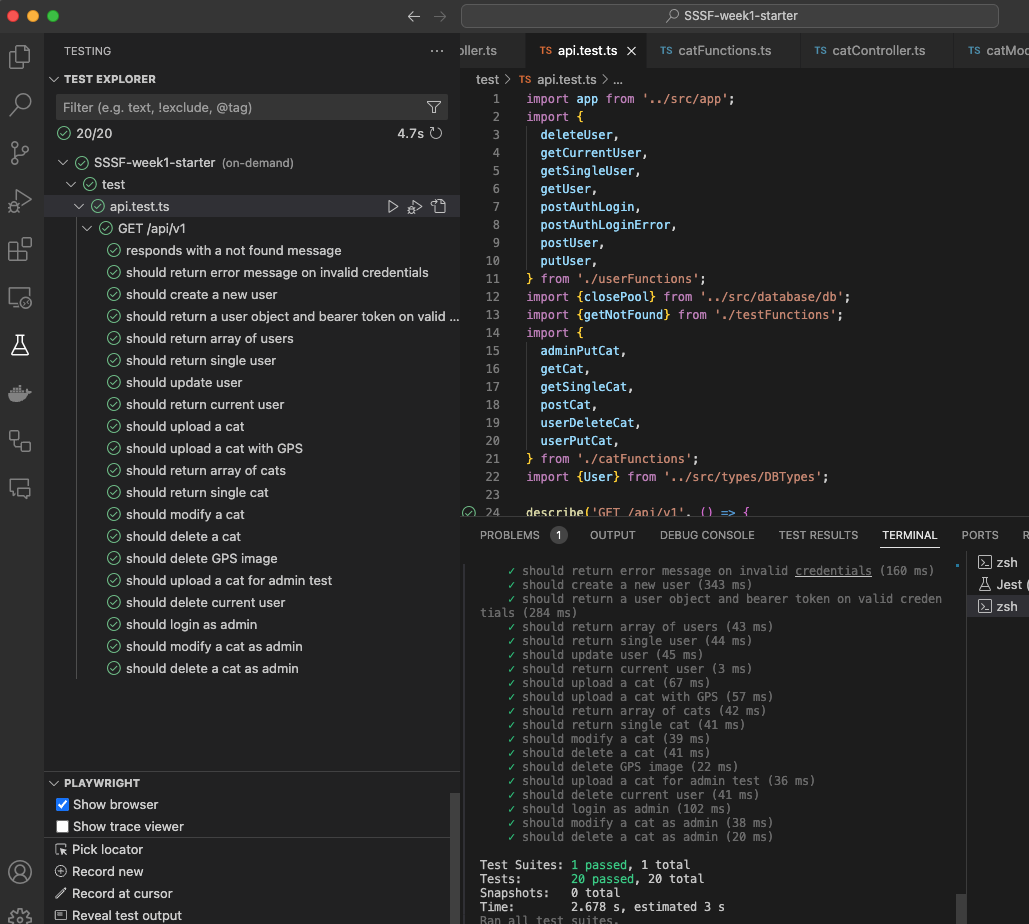 SSSF-week1-starter
TESTING
TEST EXPLORER
Filter (e.g. text, !exclude, @tag)
20/20 4.7s
SSSF-week1-starter (on-demand)
test
api.test.ts
GET /api/v1
responds with a not found message
should return error message on invalid credentials
should create a new user
should return a user object and bearer token on valid ...
should return array of users
should return single user
should update user
should return current user
should upload a cat
should upload a cat with GPS
should return array of cats
should return single cat
should modify a cat
should delete a cat
should delete GPS image
should upload a cat for admin test
should delete current user
should login as admin
should modify a cat as admin
should delete a cat as admin
PLAYWRIGHT
Show browser
Show trace viewer
Pick locator
Record new
Record at cursor
Reveal test output
oller.ts TS api.test.ts TS catFunctions.ts TS catController.ts TS catMoc
test > TS api.test.ts > ...
1 import app from '../src/app';
2 import {
3 deleteUser,
4 getCurrentUser,
5 getSingleUser,
6 getUser,
7 postAuthLogin,
8 postAuthLoginError,
9 postUser,
10 putUser,
11 } from './userFunctions';
12 import {closePool} from '../src/database/db';
13 import {getNotFound} from './testFunctions';
14 import {
15 adminPutCat,
16 getCat,
17 getSingleCat,
18 postCat,
19 userDeleteCat,
20 userPutCat,
21 } from './catFunctions';
22 import {User} from '../src/types/DBTypes';
23
24 describe('GET /api/v1', () => {
PROBLEMS 1 OUTPUT DEBUG CONSOLE TEST RESULTS TERMINAL PORTS R
✓ should return error message on invalid credentials (160 ms)
✓ should create a new user (343 ms)
✓ should return a user object and bearer token on valid creden
tials (284 ms)
✓ should return array of users (43 ms)
✓ should return single user (44 ms)
✓ should update user (45 ms)
✓ should return current user (3 ms)
✓ should upload a cat (67 ms)
✓ should upload a cat with GPS (57 ms)
✓ should return array of cats (42 ms)
✓ should return single cat (41 ms)
✓ should modify a cat (39 ms)
✓ should delete a cat (41 ms)
✓ should delete GPS image (22 ms)
✓ should upload a cat for admin test (36 ms)
✓ should delete current user (41 ms)
✓ should login as admin (102 ms)
✓ should modify a cat as admin (38 ms)
✓ should delete a cat as admin (20 ms)
Test Suites: 1 passed, 1 total
Tests: 20 passed, 20 total
Snapshots: 0 total
Time: 2.678 s, estimated 3 s
Ran all test suites.
zsh
Jest (
zsh